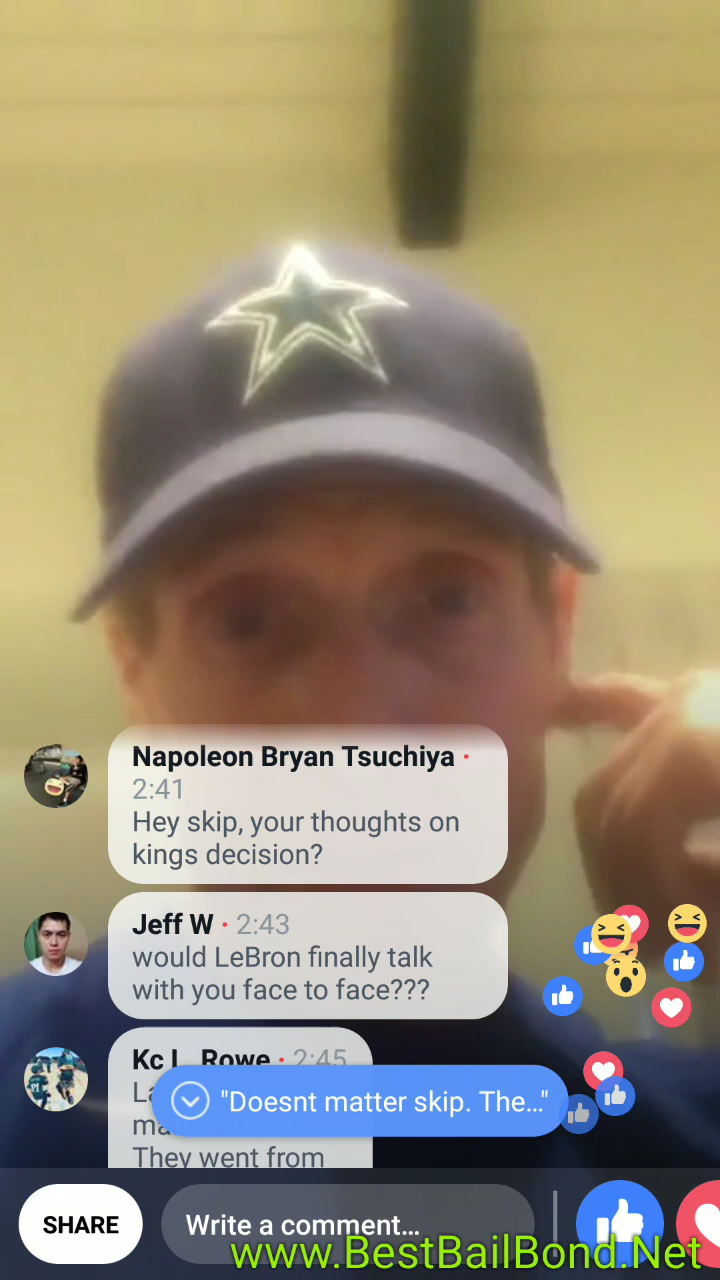 Napoleon Bryan Tsuchiya ·
2:41
Hey skip, your thoughts on
kings decision?
Jeff W · 2:43
would LeBron finally talk
with you face to face???
Kc L. Rowe · 2:45
"Doesnt matter skip. The..."
They went from
SHARE
Write a comment...
www.BestBailBond.Net